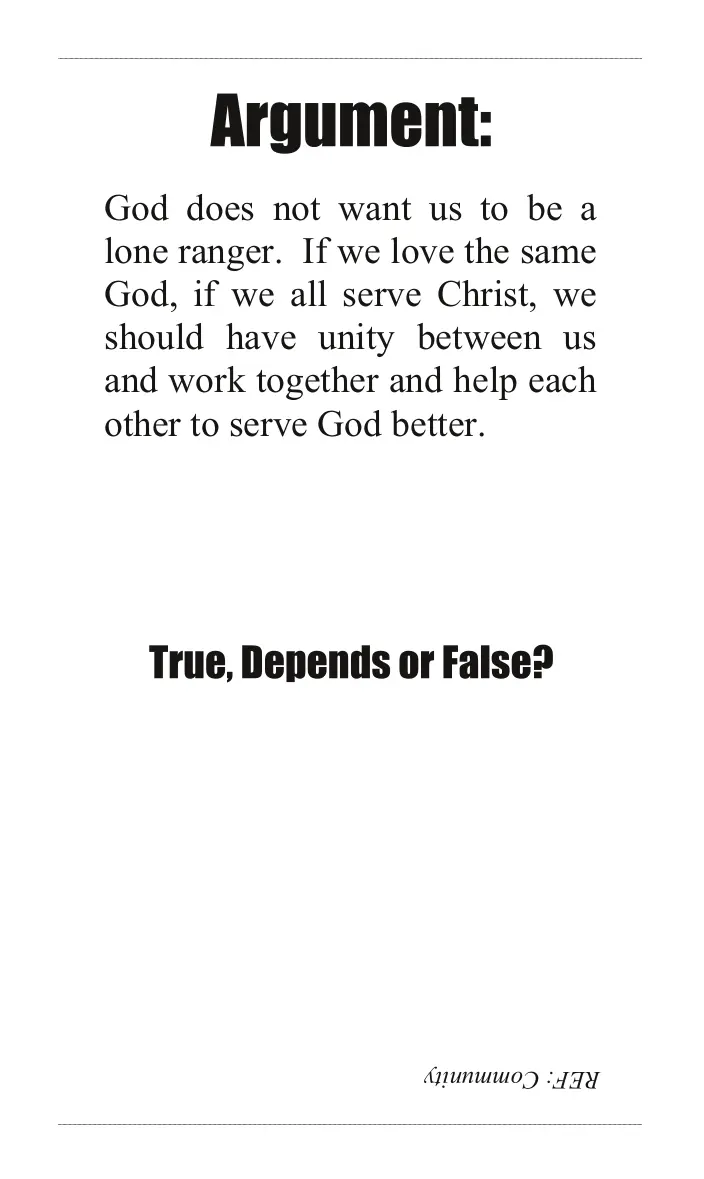 Argument:
God does not want us to be a
lone ranger.  If we love the same
God, if we all serve Christ, we
should have unity between us
and work together and help each
other to serve God better.
True, Depends or False?
REF: Community